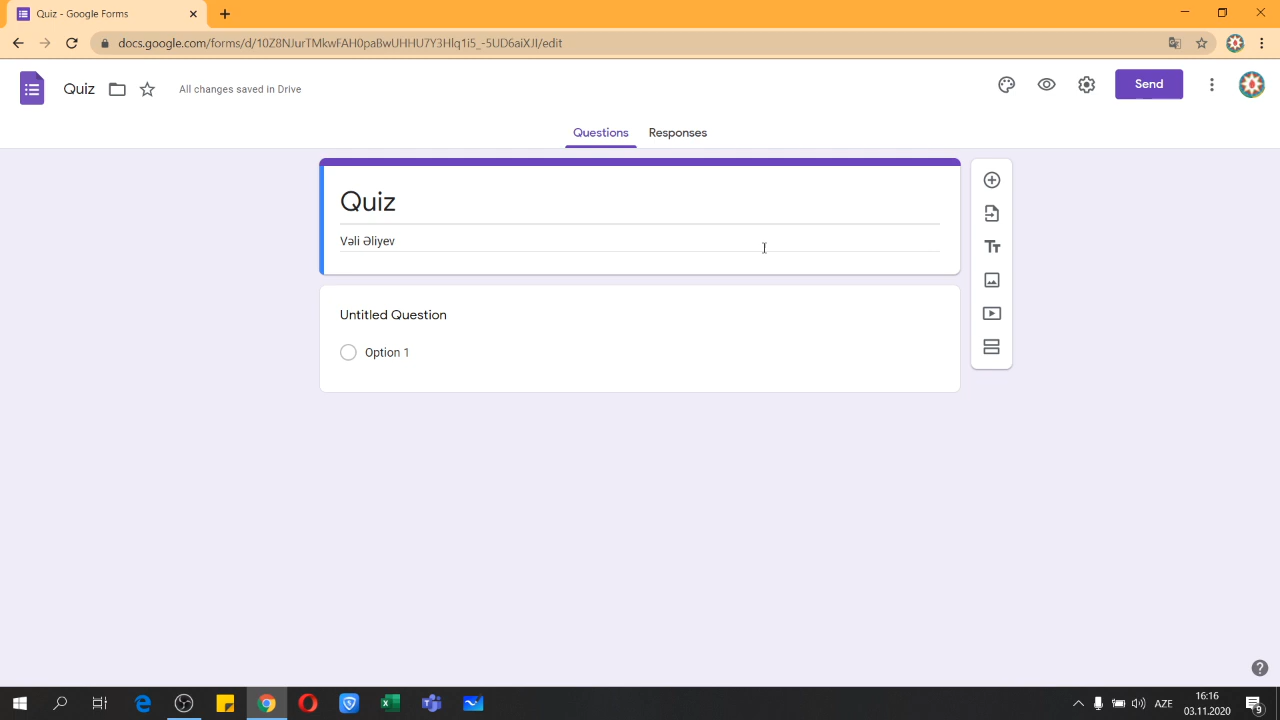 Quiz - Google Forms
docs.google.com/forms/d/10Z8NJurTMkwFAH0paBwUHHU7Y3Hlq1i5_-5UD6aiXJI/edit
Quiz
All changes saved in Drive
Send
Questions
Responses
Quiz
Vəli Əliyev
Untitled Question
Option 1
AZE
16:16
03.11.2020
9